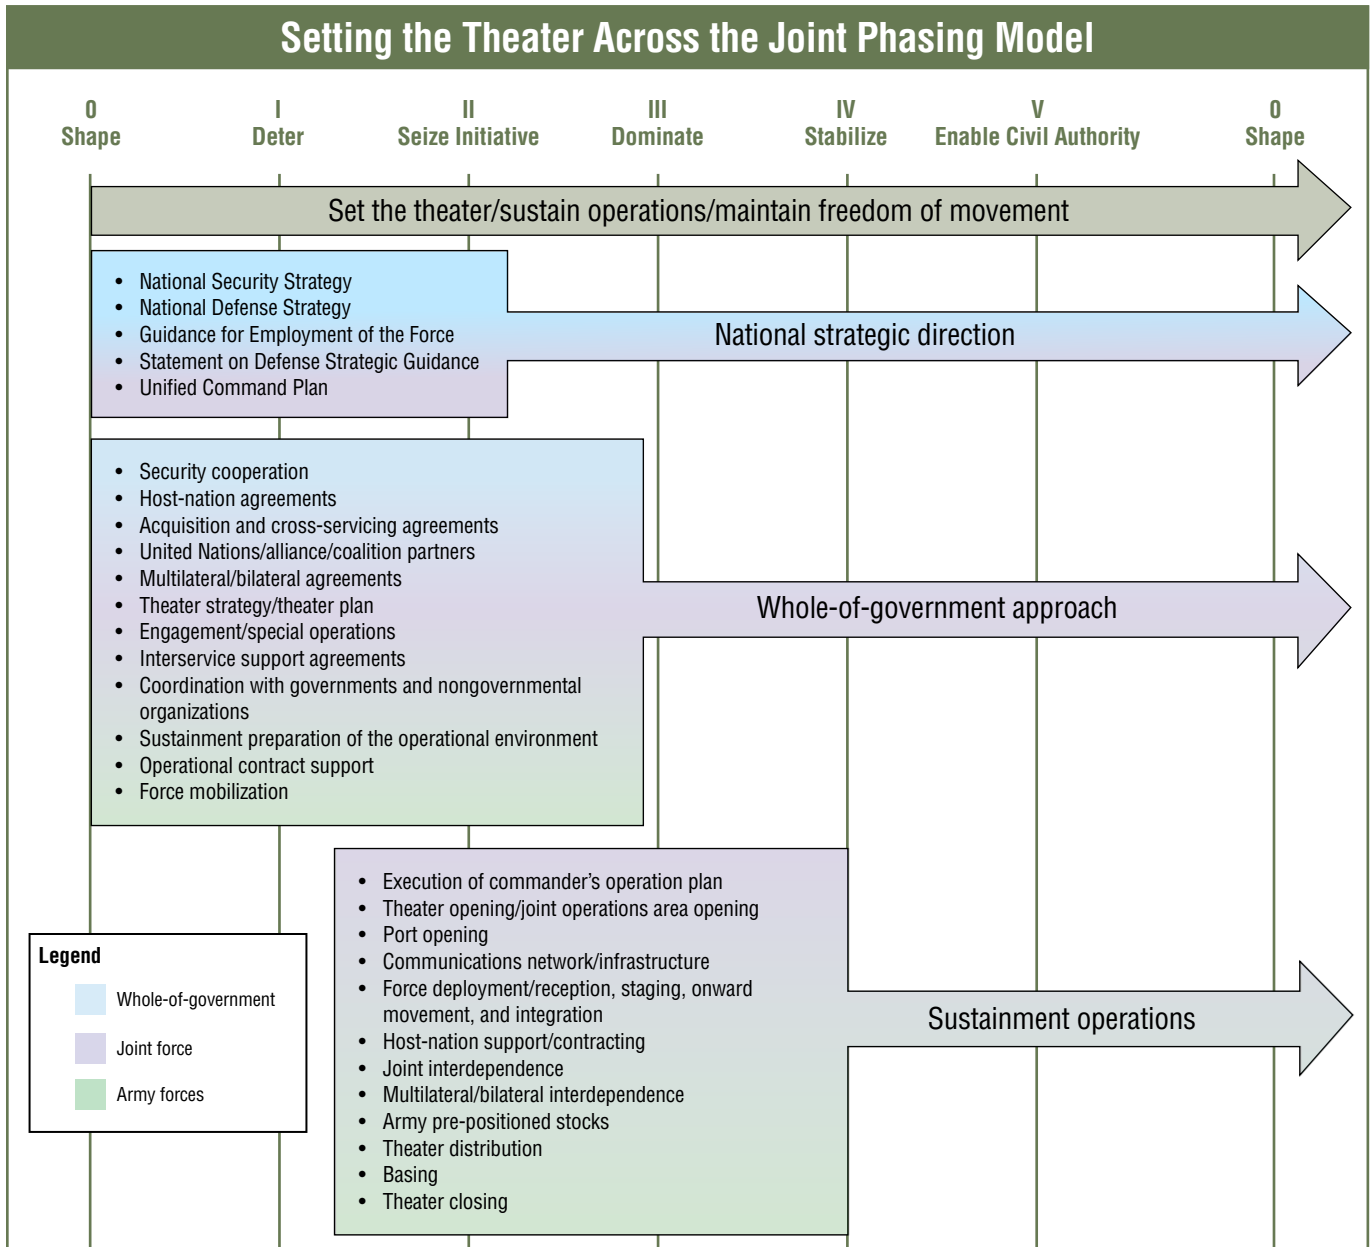 Setting the Theater Across the Joint Phasing Model
0 I II III IV V 0
Shape Deter Seize Initiative Dominate Stabilize Enable Civil Authority Shape
Set the theater/sustain operations/maintain freedom of movement
• National Security Strategy
• National Defense Strategy
• Guidance for Employment of the Force
• Statement on Defense Strategic Guidance
• Unified Command Plan
National strategic direction
• Security cooperation
• Host-nation agreements
• Acquisition and cross-servicing agreements
• United Nations/alliance/coalition partners
• Multilateral/bilateral agreements
• Theater strategy/theater plan
• Engagement/special operations
• Interservice support agreements
• Coordination with governments and nongovernmental
organizations
• Sustainment preparation of the operational environment
• Operational contract support
• Force mobilization
Whole-of-government approach
• Execution of commander’s operation plan
• Theater opening/joint operations area opening
• Port opening
• Communications network/infrastructure
• Force deployment/reception, staging, onward
movement, and integration
• Host-nation support/contracting
• Joint interdependence
• Multilateral/bilateral interdependence
• Army pre-positioned stocks
• Theater distribution
• Basing
• Theater closing
Sustainment operations
Legend
Whole-of-government
Joint force
Army forces